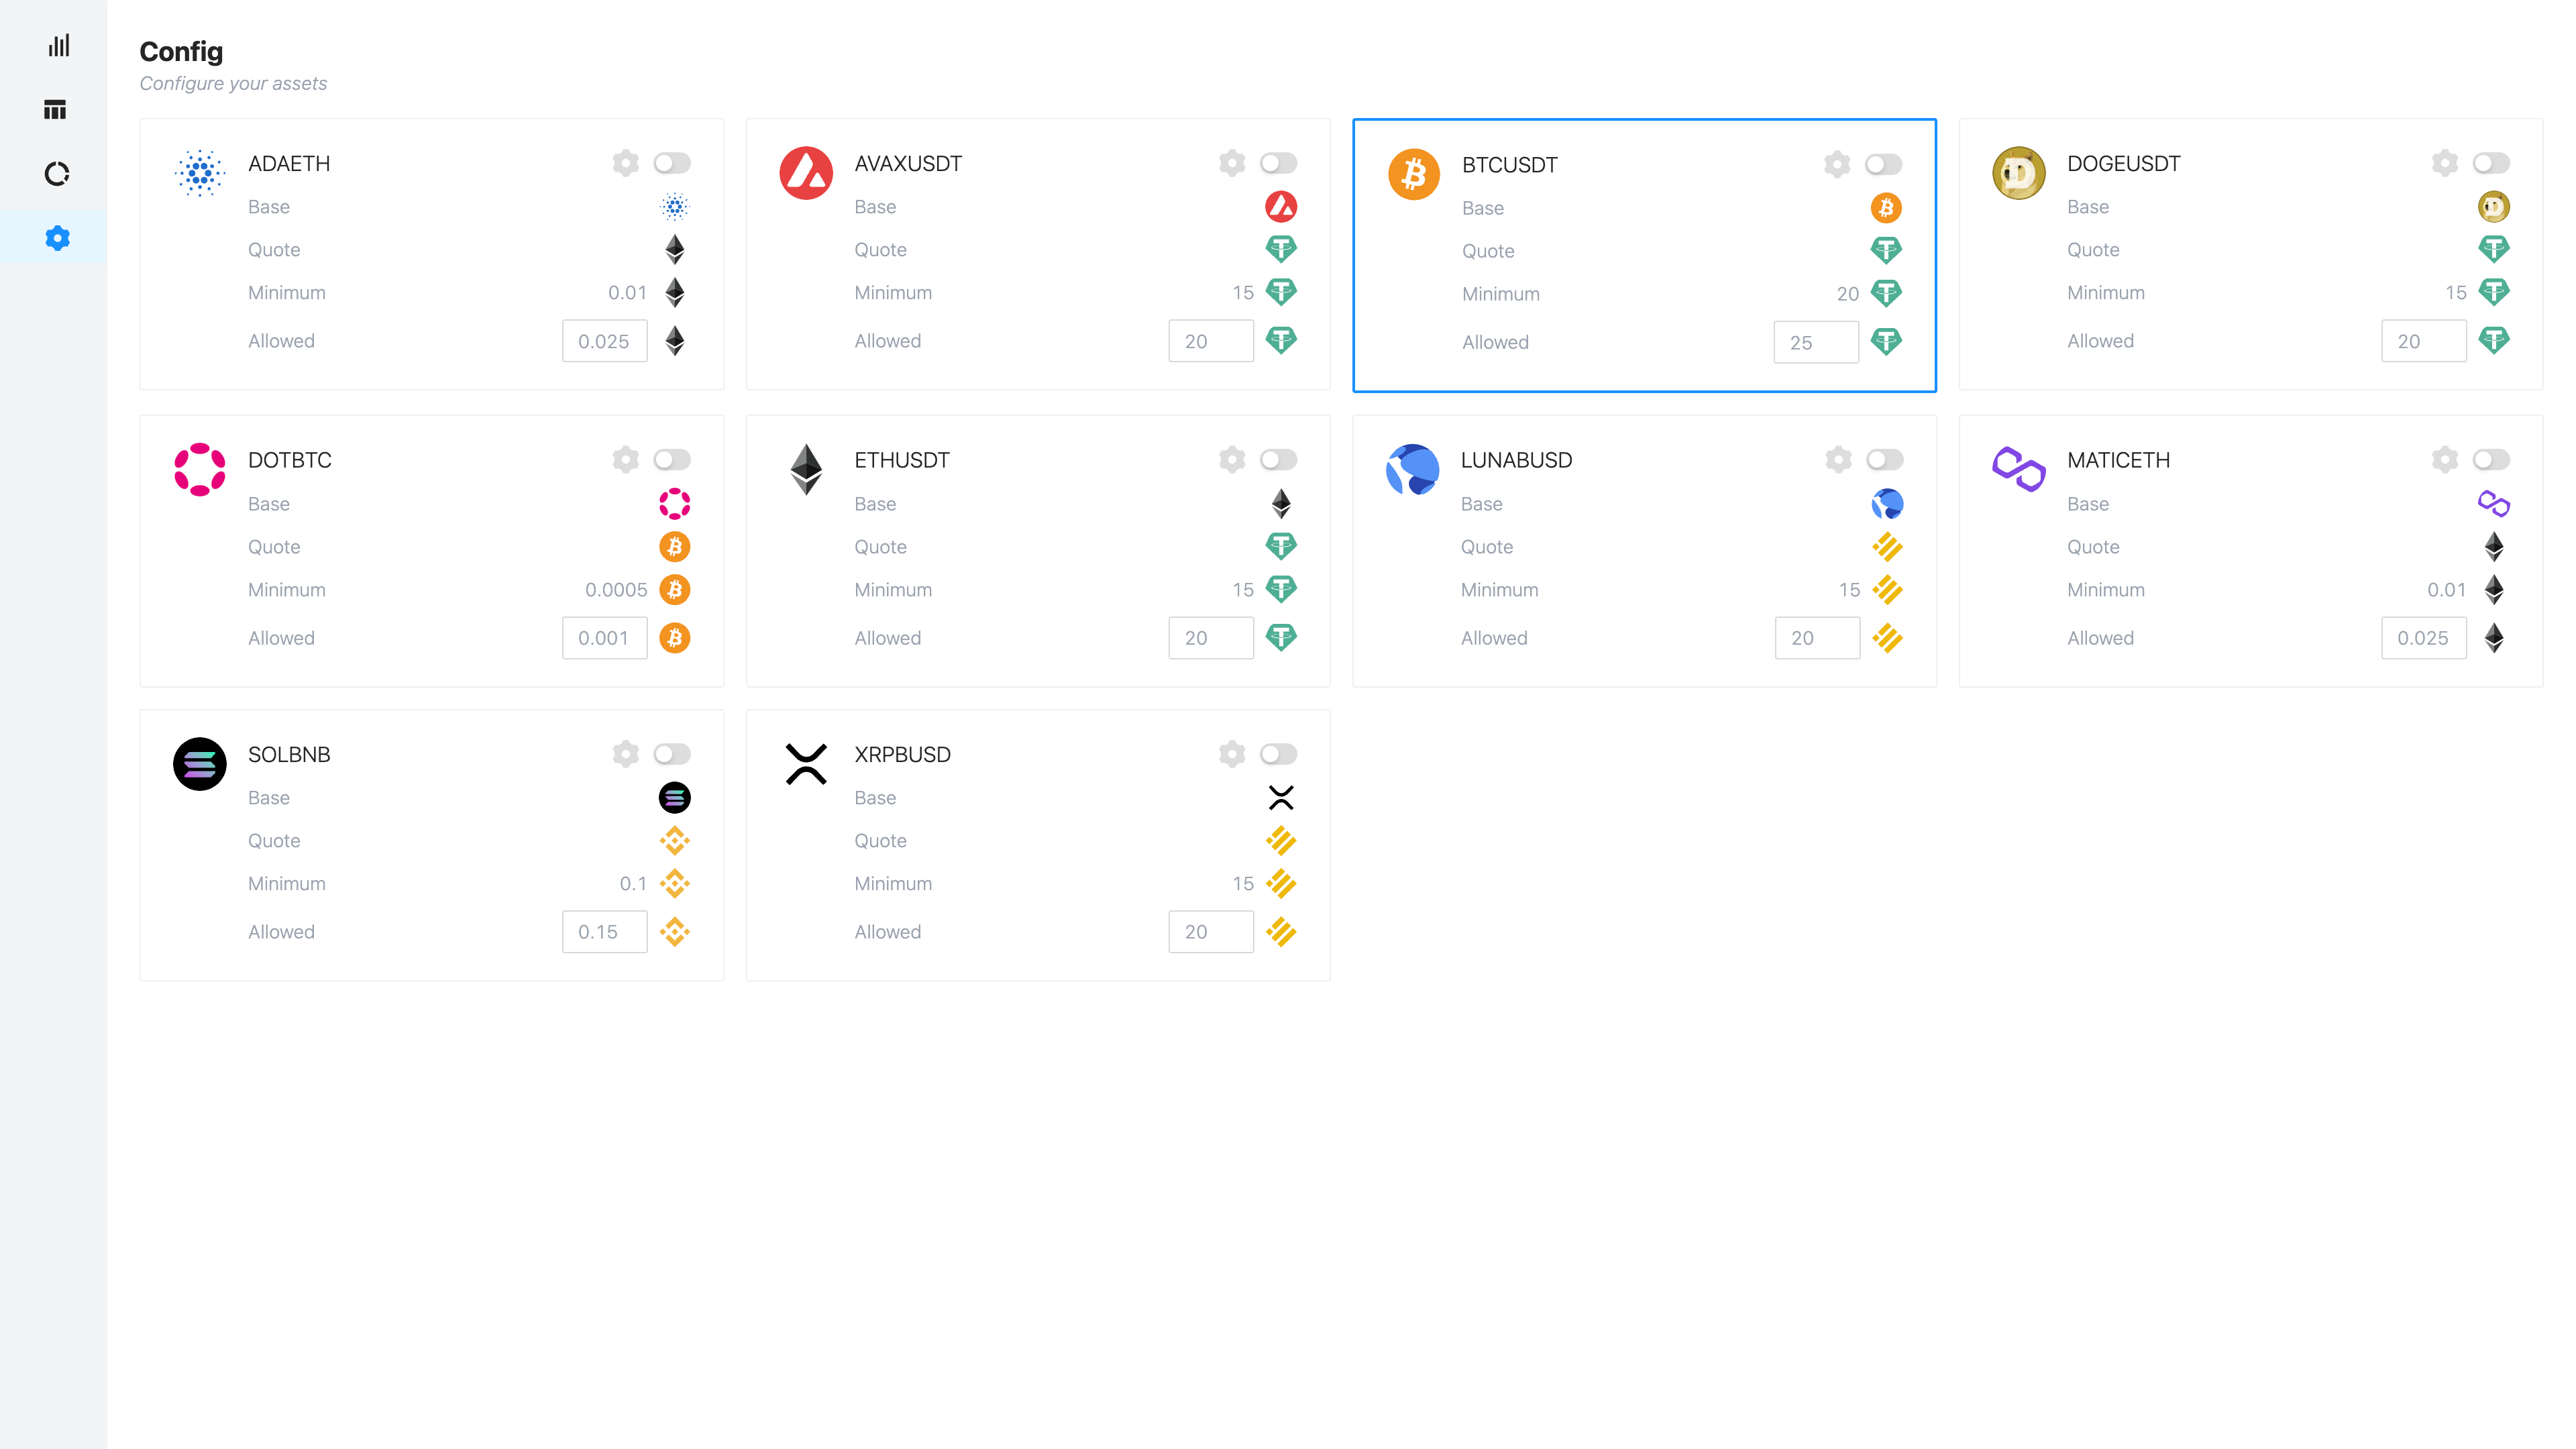 Config
Configure your assets
ADAETH
Base
Quote
Minimum 0.01
Allowed 0.025
AVAXUSDT
Base
Quote
Minimum 15
Allowed 20
BTCUSDT
Base
Quote
Minimum 20
Allowed 25
DOGEUSDT
Base
Quote
Minimum 15
Allowed 20
DOTBTC
Base
Quote
Minimum 0.0005
Allowed 0.001
ETHUSDT
Base
Quote
Minimum 15
Allowed 20
LUNABUSD
Base
Quote
Minimum 15
Allowed 20
MATICETH
Base
Quote
Minimum 0.01
Allowed 0.025
SOLBNB
Base
Quote
Minimum 0.1
Allowed 0.15
XRPBUSD
Base
Quote
Minimum 15
Allowed 20